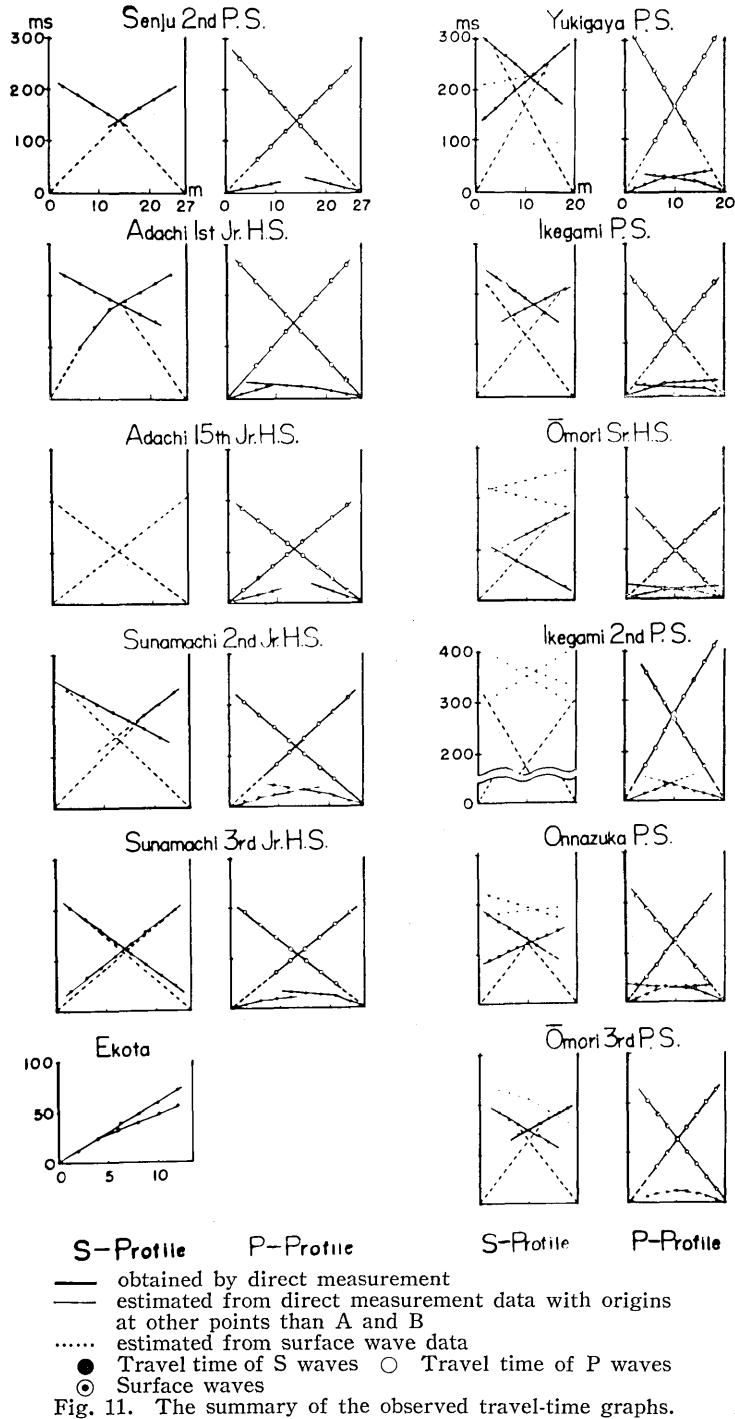 Senju 2nd P.S.
ms
300
200
100
0
0 10 20 27 m
0 10 20 27
Yukigaya P.S.
ms
300
200
100
0
0 10 20 m
0 10 20
Adachi 1st Jr.H.S.
Ikegami P.S.
Adachi 15th Jr.H.S.
Ōmori Sr.H.S.
Sunamachi 2nd Jr.H.S.
Ikegami 2nd P.S.
400
300
200
0
Sunamachi 3rd Jr.H.S.
Onnazuka P.S.
Ekota
100
50
0
0 5 10
Ōmori 3rd P.S.
S-Profile P-Profile S-Profile P-Profile
obtained by direct measurement
estimated from direct measurement data with origins
at other points than A and B
estimated from surface wave data
Travel time of S waves Travel time of P waves
Surface waves
Fig. 11. The summary of the observed travel-time graphs.